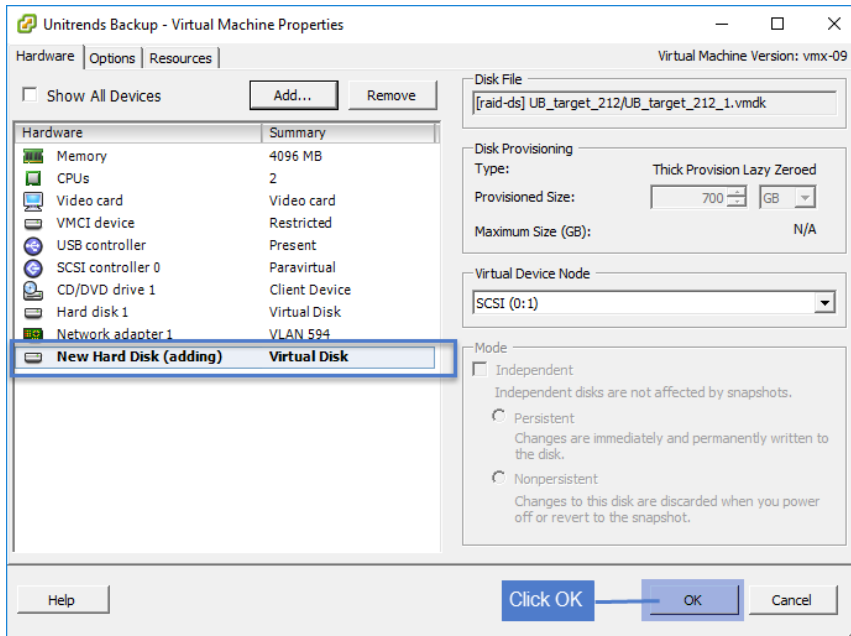 Unitrends Backup - Virtual Machine Properties
Hardware Options Resources Virtual Machine Version: vmx-09
Show All Devices Add... Remove
Hardware Summary
Memory 4096 MB
CPUs 2
Video card Video card
VMCI device Restricted
USB controller Present
SCSI controller 0 Paravirtual
CD/DVD drive 1 Client Device
Hard disk 1 Virtual Disk
Network adapter 1 VLAN 594
New Hard Disk (adding) Virtual Disk
Disk File
[raid-ds] UB_target_212/UB_target_212_1.vmdk
Disk Provisioning
Type: Thick Provision Lazy Zeroed
Provisioned Size: 700 GB
Maximum Size (GB): N/A
Virtual Device Node
SCSI (0:1)
Mode
Independent
Independent disks are not affected by snapshots.
Persistent
Changes are immediately and permanently written to
the disk.
Nonpersistent
Changes to this disk are discarded when you power
off or revert to the snapshot.
Help Click OK OK Cancel